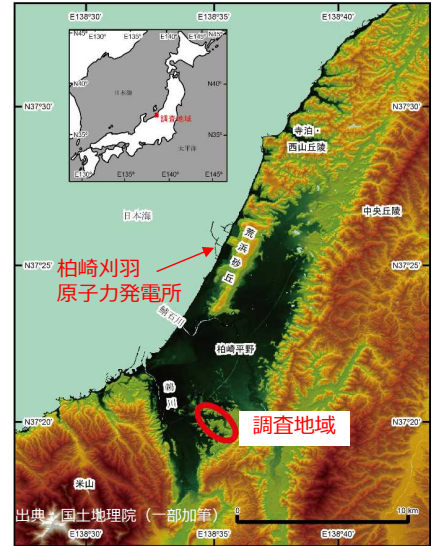 E138°30'
E138°35'
E138°40'
N45°
E130°
E135°
E140°
E145°
N45°
N40°
N40°
日本海
N35°
調査地域
N35°
太平洋
E130°
E135°
E140°
E145°
N37°30'
N37°30'
寺泊・
西山丘陵
中央丘陵
日本海
荒浜砂丘
N37°25'
N37°25'
柏崎刈羽
原子力発電所
鯖石川
柏崎平野
鵜川
N37°20'
N37°20'
調査地域
米山
出典：国土地理院（一部加筆）
0
10 km
E138°30'
E138°35'
E138°40'